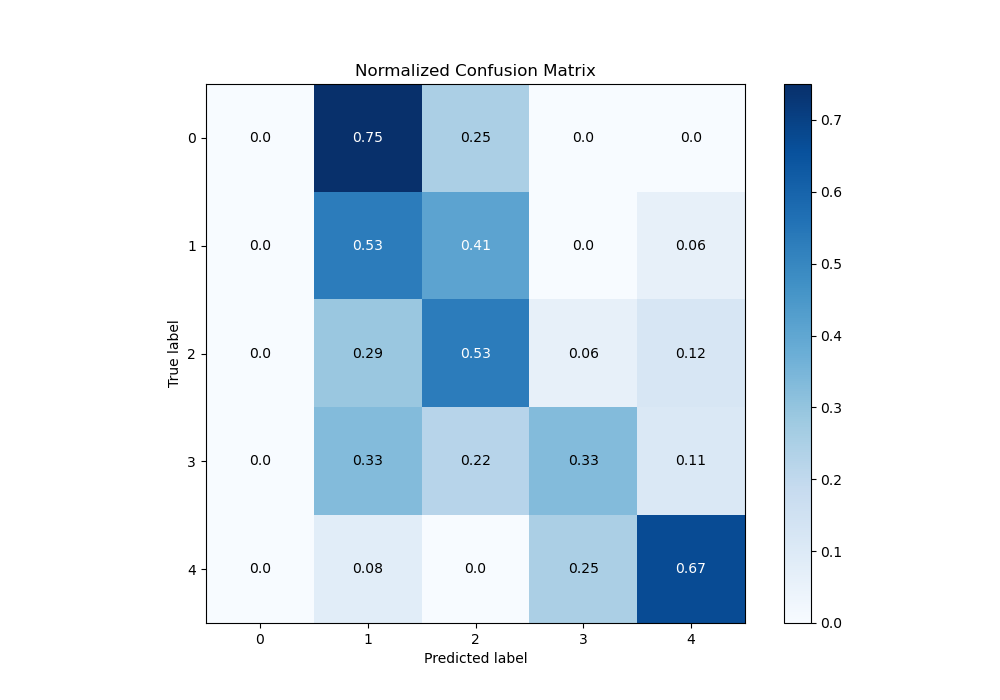 Normalized Confusion Matrix
True label
0 0.0 0.75 0.25 0.0 0.0
1 0.0 0.53 0.41 0.0 0.06
2 0.0 0.29 0.53 0.06 0.12
3 0.0 0.33 0.22 0.33 0.11
4 0.0 0.08 0.0 0.25 0.67
0 1 2 3 4
Predicted label
0.7
0.6
0.5
0.4
0.3
0.2
0.1
0.0